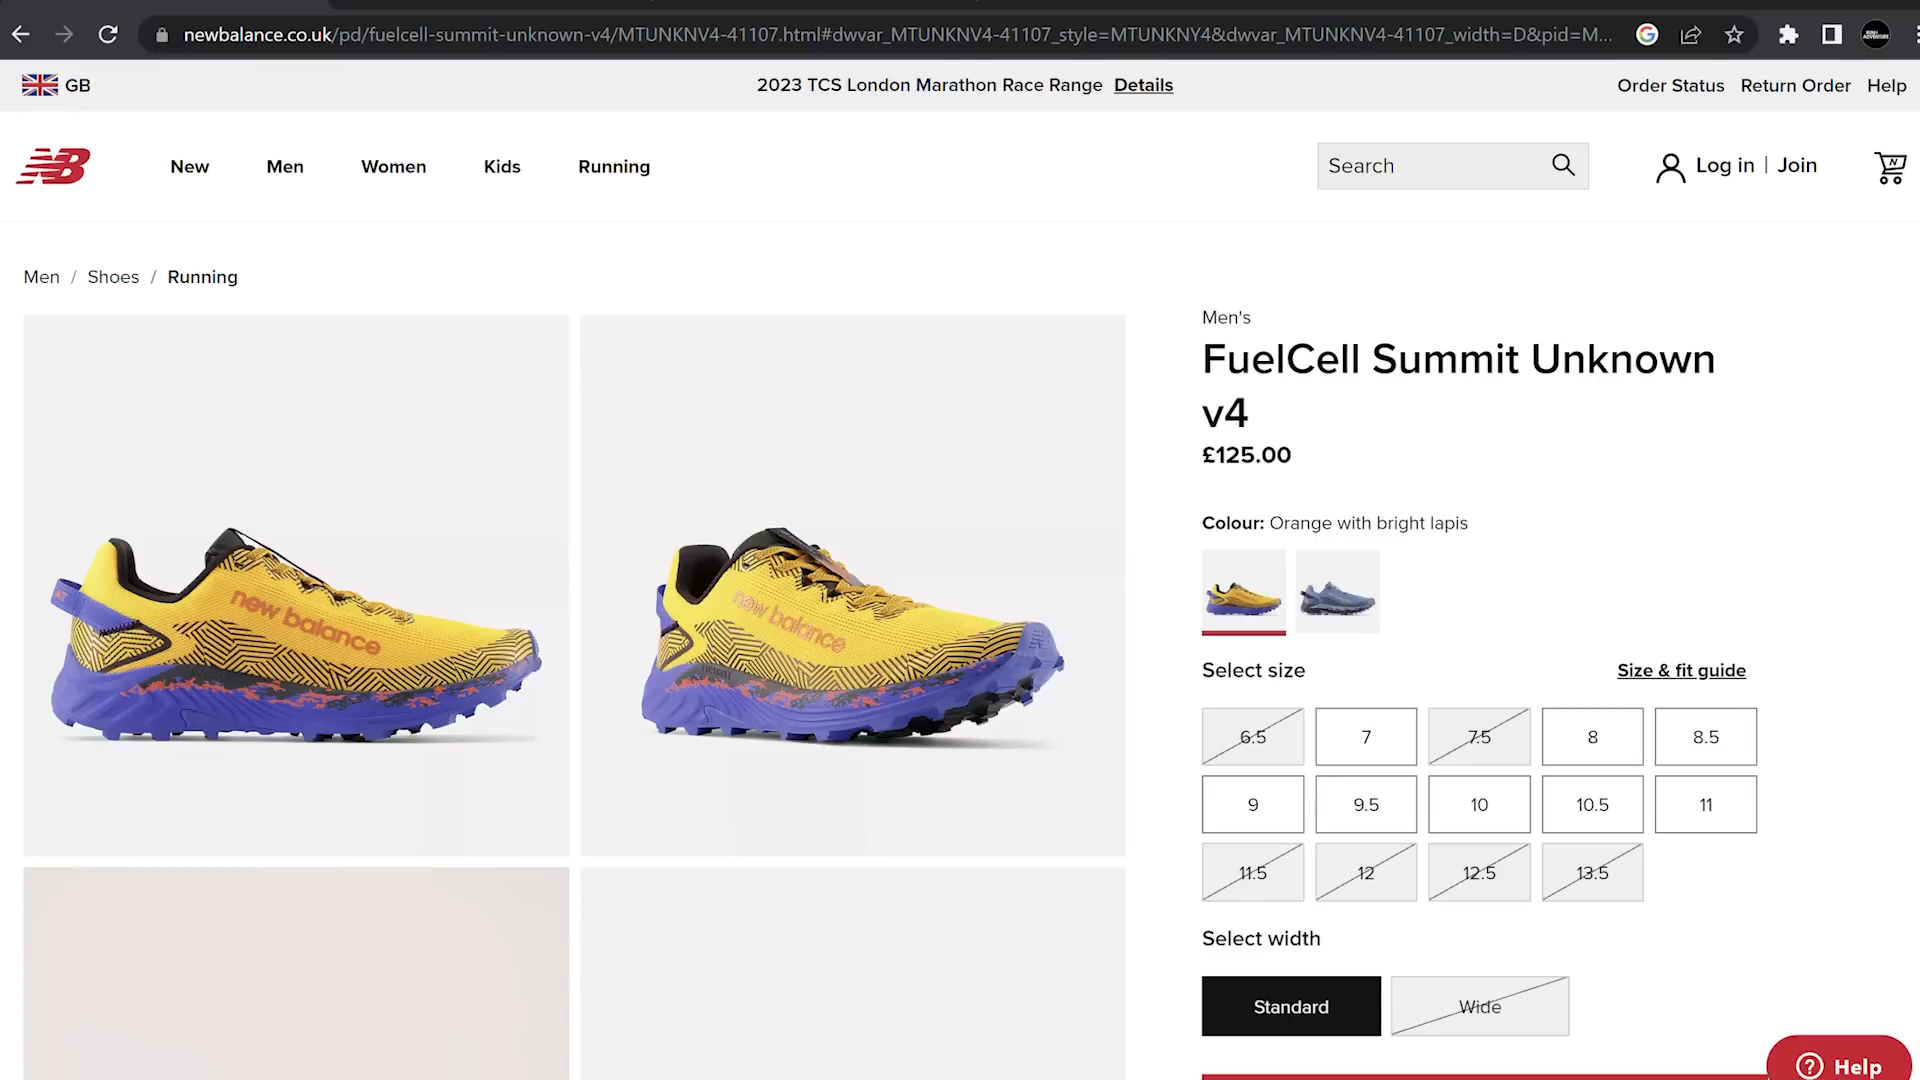 newbalance.co.uk/pd/fuelcell-summit-unknown-v4/MTUNKNV4-41107.html#dwvar_MTUNKNV4-41107_style=MTUNKNY4&dwvar_MTUNKNV4-41107_width=D&pid=M...
GB
2023 TCS London Marathon Race Range Details
Order Status Return Order Help
NB
New Men Women Kids Running
Search
Log in | Join
Men / Shoes / Running
Men's
FuelCell Summit Unknown
v4
£125.00
Colour: Orange with bright lapis
new balance
new balance
Select size
Size & fit guide
6.5 7 7.5 8 8.5
9 9.5 10 10.5 11
11.5 12 12.5 13.5
Select width
Standard Wide
Help